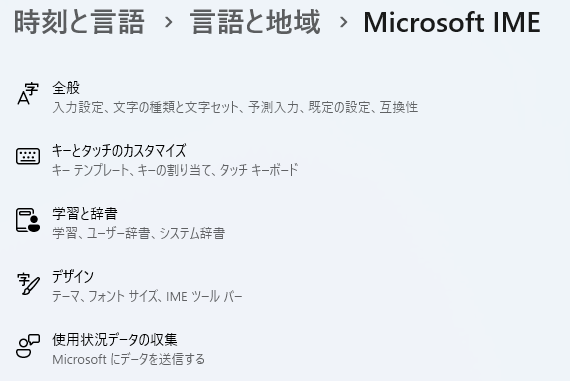 時刻と言語 › 言語と地域 › Microsoft IME
全般
入力設定、文字の種類と文字セット、予測入力、既定の設定、互換性
キーとタッチのカスタマイズ
キー テンプレート、キーの割り当て、タッチ キーボード
学習と辞書
学習、ユーザー辞書、システム辞書
デザイン
テーマ、フォント サイズ、IME ツール バー
使用状況データの収集
Microsoft にデータを送信する